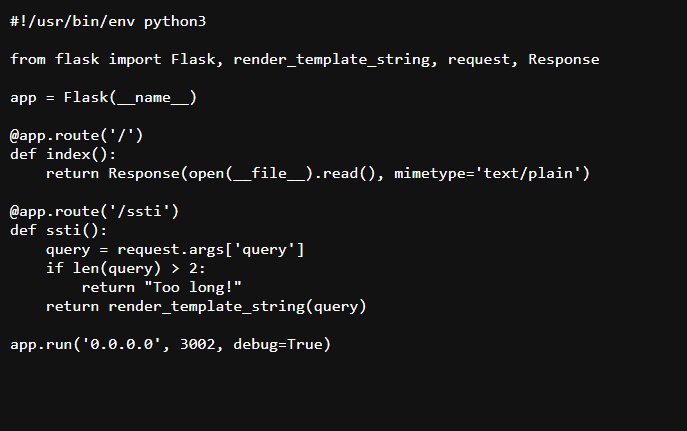 #!/usr/bin/env python3

from flask import Flask, render_template_string, request, Response

app = Flask(__name__)

@app.route('/')
def index():
    return Response(open(__file__).read(), mimetype='text/plain')

@app.route('/ssti')
def ssti():
    query = request.args['query']
    if len(query) > 2:
        return "Too long!"
    return render_template_string(query)

app.run('0.0.0.0', 3002, debug=True)